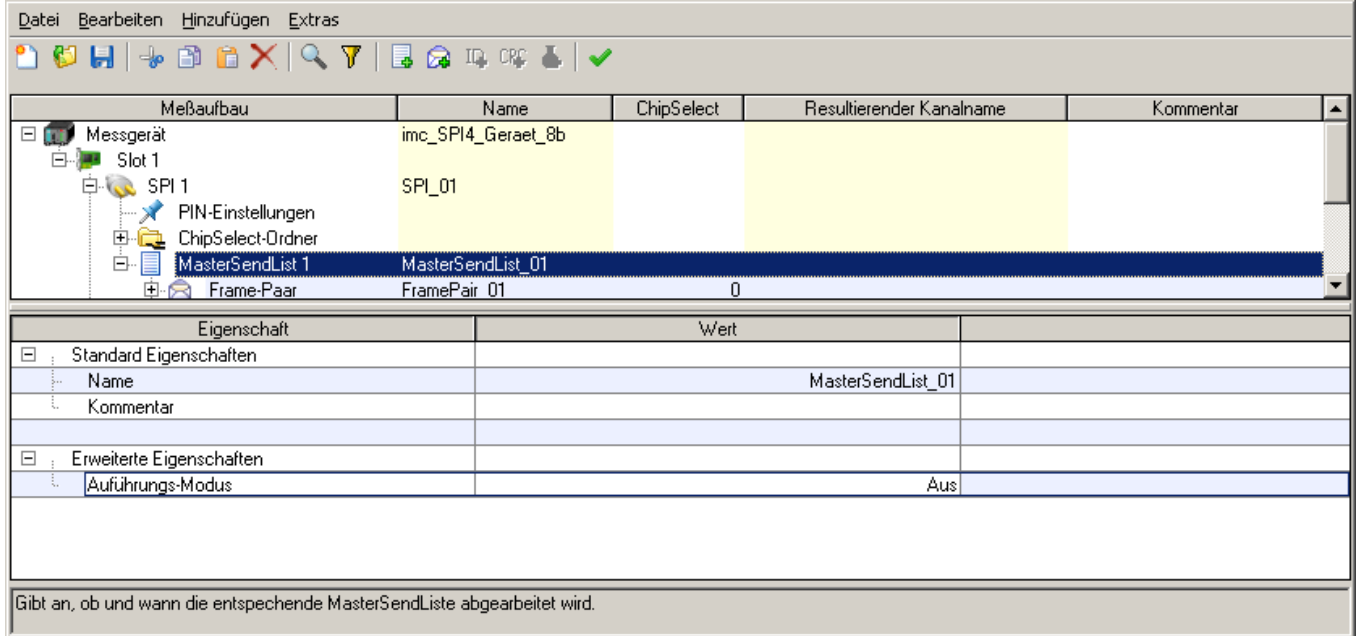 Datei Bearbeiten Hinzufügen Extras
ID CRC
Meßaufbau Name ChipSelect Resultierender Kanalname Kommentar
Messgerät imc_SPI4_Geraet_8b
Slot 1
SPI 1 SPI_01
PIN-Einstellungen
ChipSelect-Ordner
MasterSendList 1 MasterSendList_01
Frame-Paar FramePair_01 0
Eigenschaft Wert
Standard Eigenschaften
Name MasterSendList_01
Kommentar
Erweiterte Eigenschaften
Auführungs-Modus Aus
Gibt an, ob und wann die entspechende MasterSendListe abgearbeitet wird.